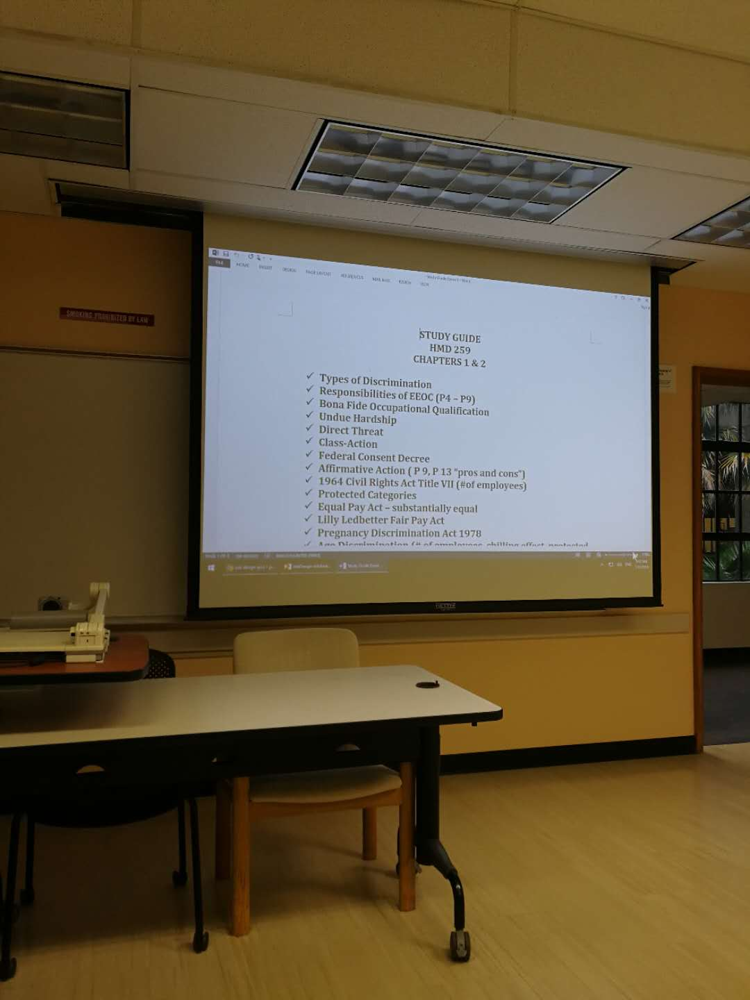 FILE HOME INSERT DESIGN PAGE LAYOUT REFERENCES MAILINGS REVIEW VIEW
SMOKING PROHIBITED BY LAW
STUDY GUIDE
HMD 259
CHAPTERS 1 & 2
✓ Types of Discrimination
✓ Responsibilities of EEOC (P4 – P9)
✓ Bona Fide Occupational Qualification
✓ Undue Hardship
✓ Direct Threat
✓ Class-Action
✓ Federal Consent Decree
✓ Affirmative Action ( P 9, P 13 "pros and cons")
✓ 1964 Civil Rights Act Title VII (#of employees)
✓ Protected Categories
✓ Equal Pay Act – substantially equal
✓ Lilly Ledbetter Fair Pay Act
✓ Pregnancy Discrimination Act 1978
✓ Age Discrimination (# of employees, chilling effect, protected